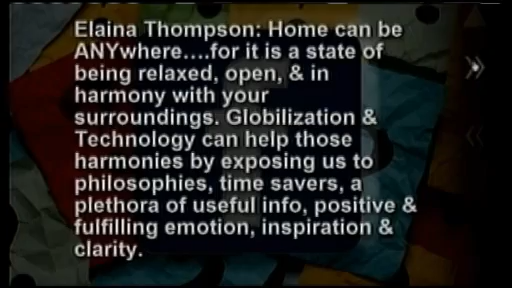 Elaina Thompson: Home can be
ANYwhere....for it is a state of
being relaxed, open, & in
harmony with your
surroundings. Globilization &
Technology can help those
harmonies by exposing us to
philosophies, time savers, a
plethora of useful info, positive &
fulfilling emotion, inspiration &
clarity.